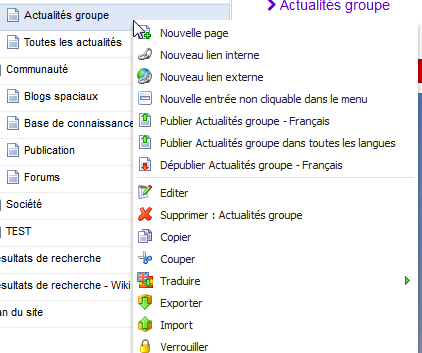 Actualités groupe
Toutes les actualités
Communauté
Blogs spaciaux
Base de connaissance
Publication
Forums
Société
TEST
sultats de recherche
sultats de recherche - Wiki
n du site
Actualités groupe
Nouvelle page
Nouveau lien interne
Nouveau lien externe
Nouvelle entrée non cliquable dans le menu
Publier Actualités groupe - Français
Publier Actualités groupe dans toutes les langues
Dépublier Actualités groupe - Français
Editer
Supprimer : Actualités groupe
Copier
Couper
Traduire
Exporter
Import
Verrouiller